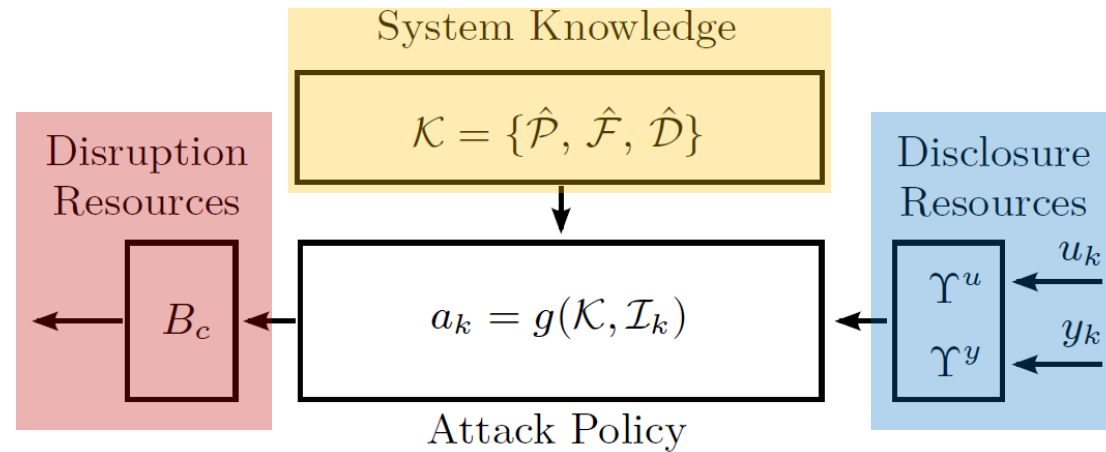 System Knowledge
𝒦 = {𝒫̂, ℱ̂, 𝒟̂}
Disruption
Resources
B_c
a_k = g(𝒦, ℐ_k)
Attack Policy
Disclosure
Resources
Υ^u
Υ^y
u_k
y_k